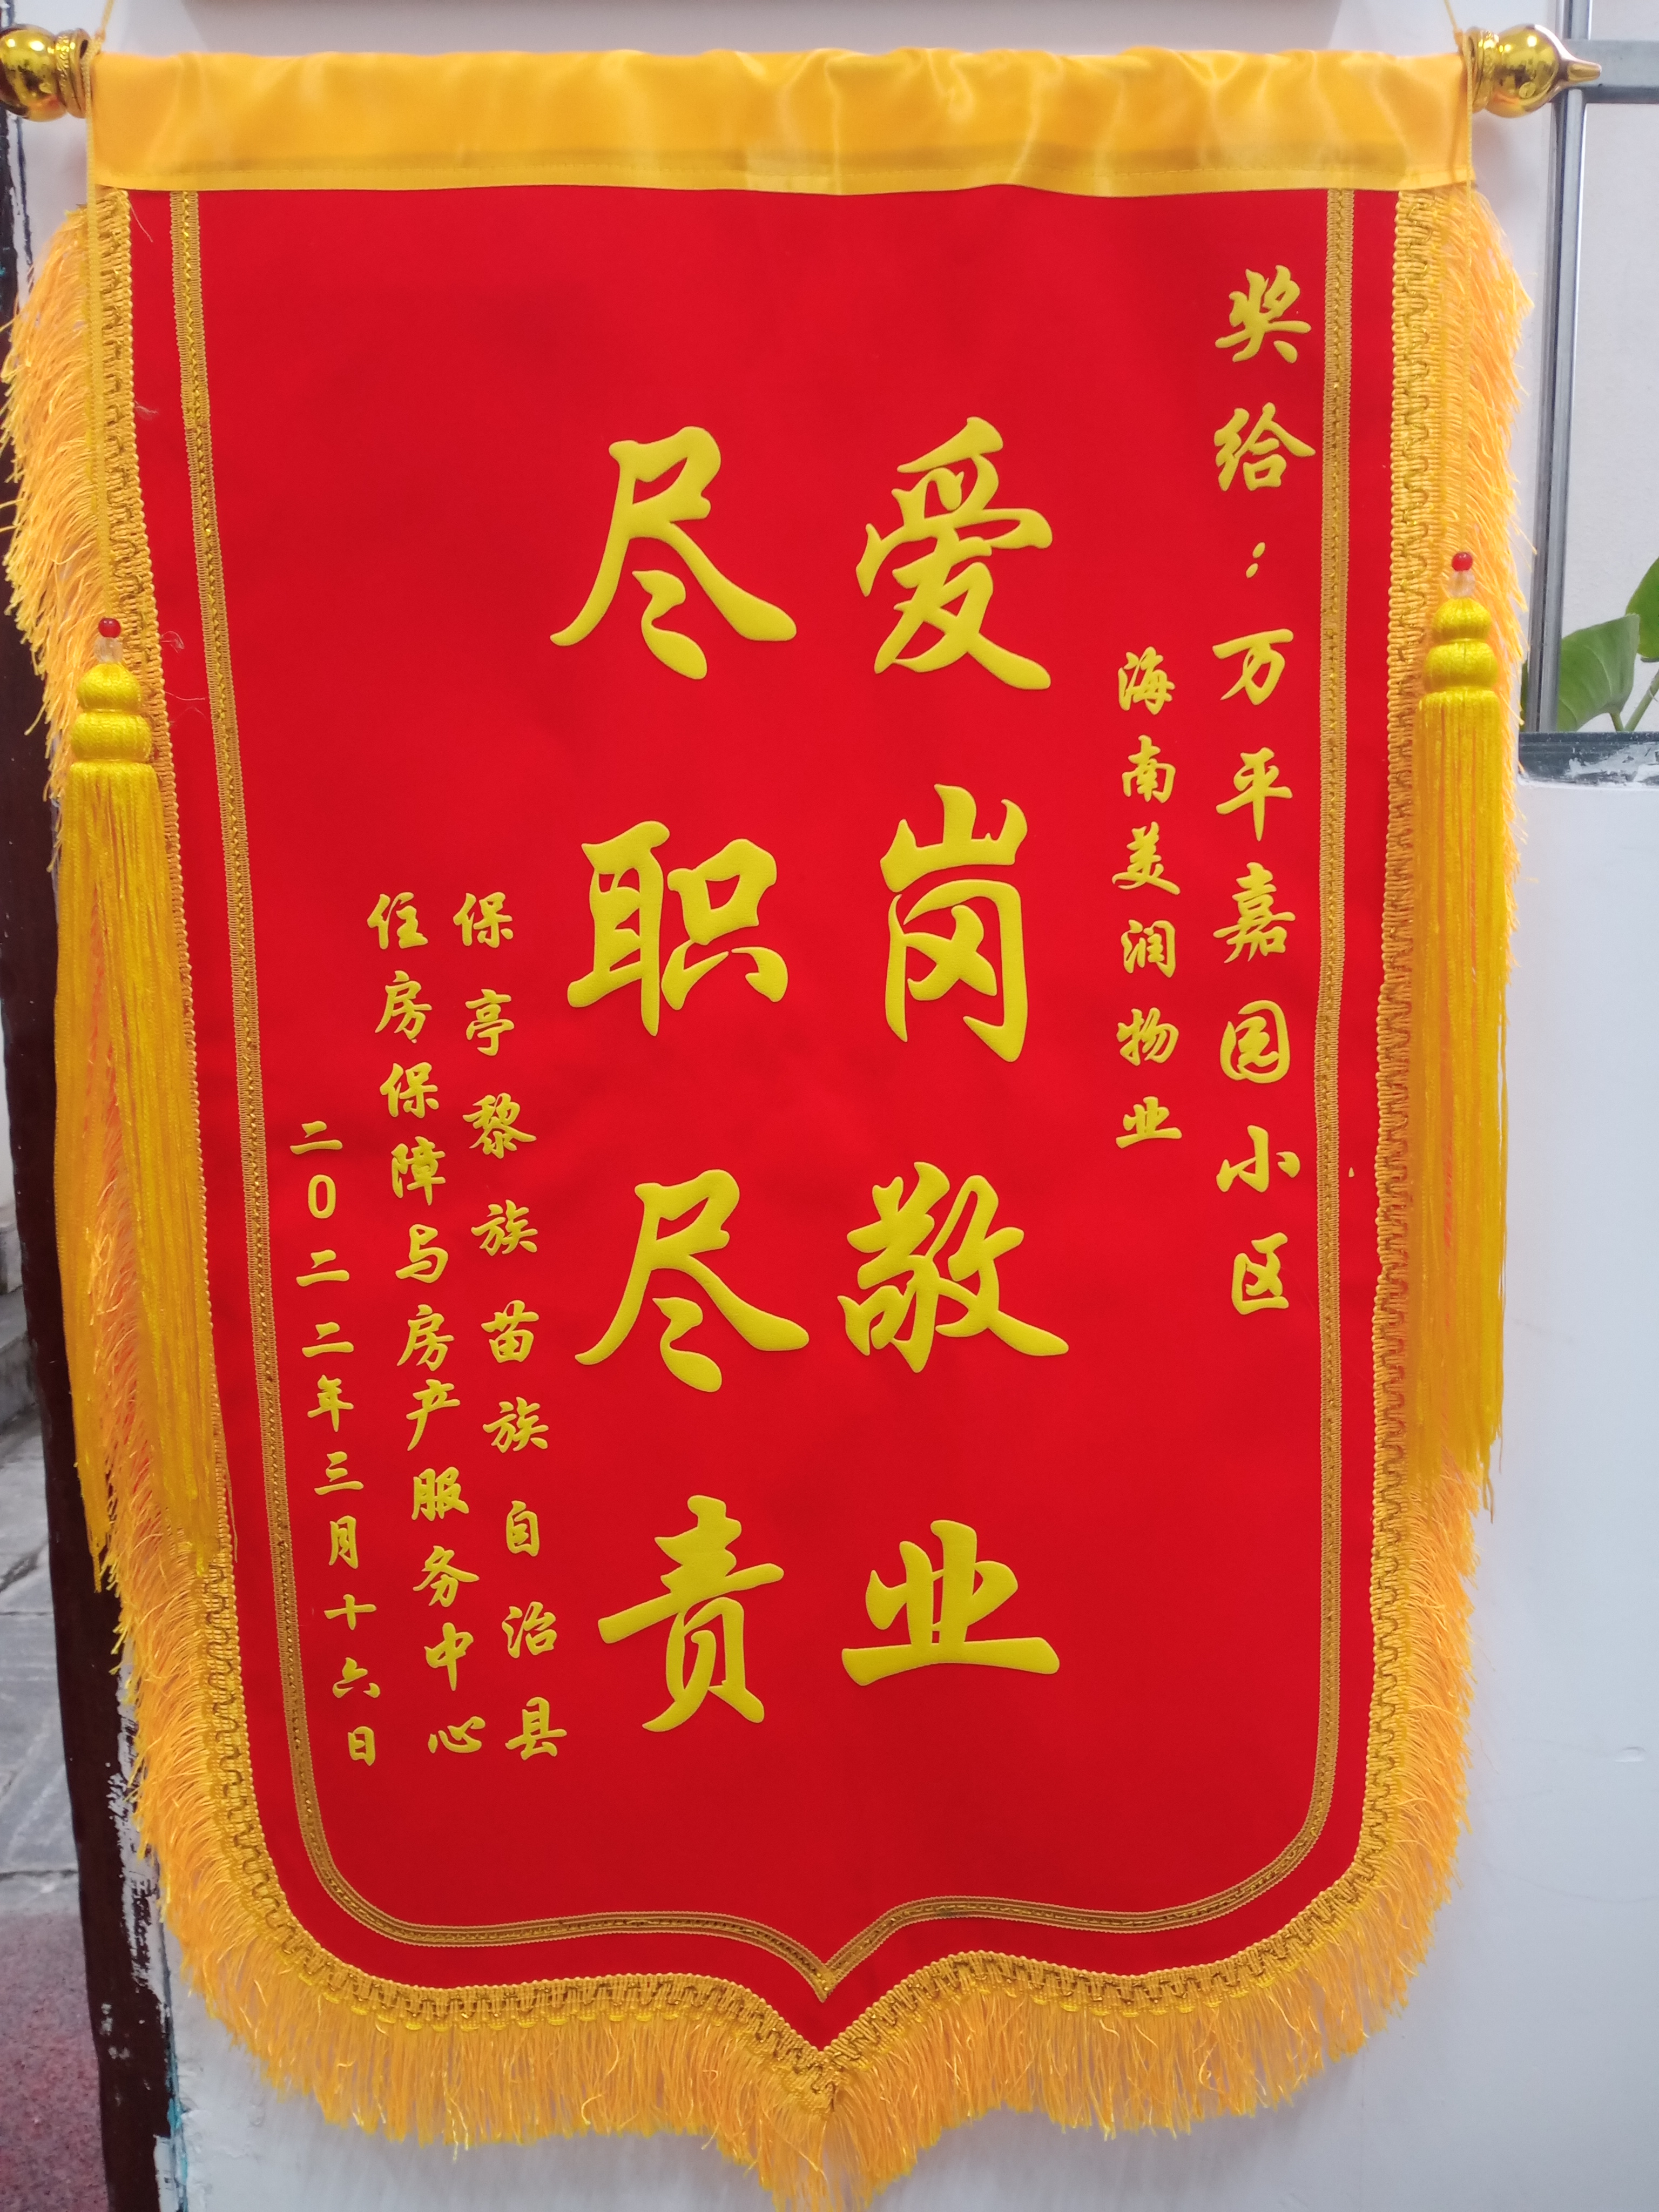 奖给：万平嘉园小区
海南美润物业
爱岗敬业
尽职尽责
保亭黎族苗族自治县
住房保障与房产服务中心
二0二二年三月十六日